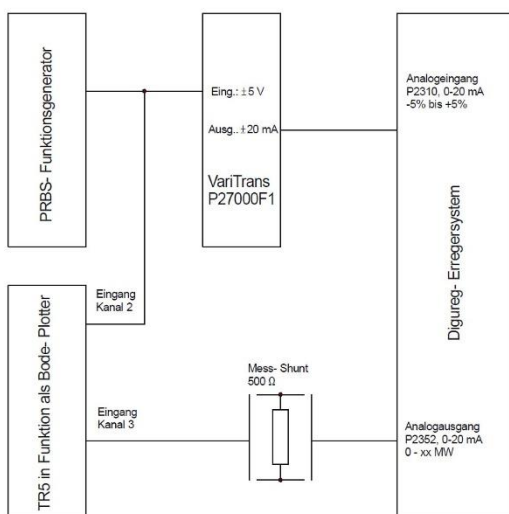 PRBS- Funktionsgenerator
Eing.: ±5 V
Ausg.: ±20 mA
VariTrans
P27000F1
Analogeingang
P2310, 0-20 mA
-5% bis +5%
Digureg- Erregersystem
TR5 in Funktion als Bode- Plotter
Eingang
Kanal 2
Eingang
Kanal 3
Mess- Shunt
500 Ω
Analogausgang
P2352, 0-20 mA
0 - xx MW